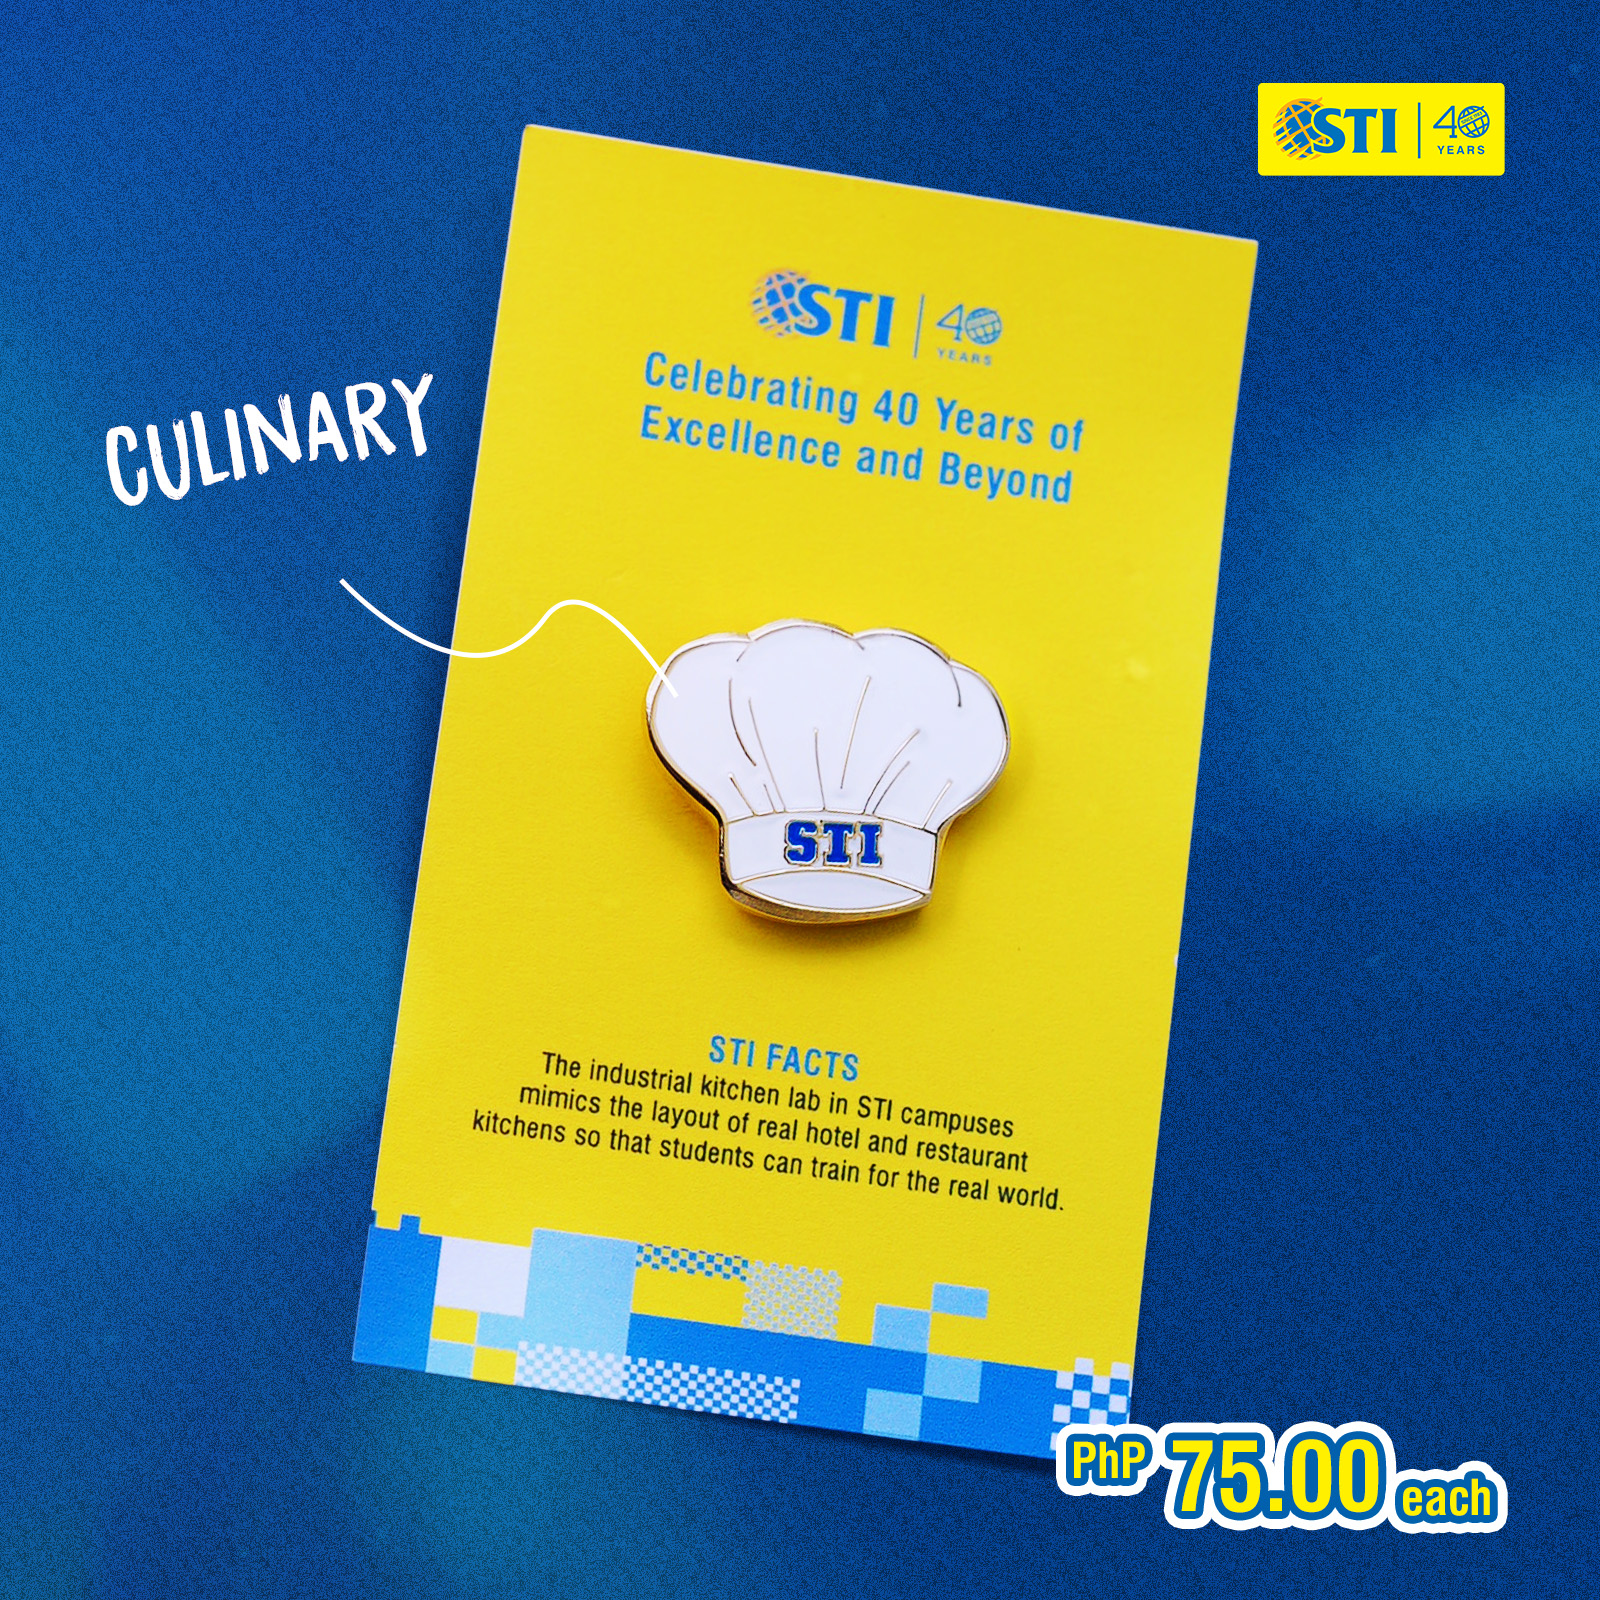 STI | 40
YEARS
STI | 40
YEARS
Celebrating 40 Years of
Excellence and Beyond
CULINARY
STI
STI FACTS
The industrial kitchen lab in STI campuses
mimics the layout of real hotel and restaurant
kitchens so that students can train for the real world.
PhP 75.00 each